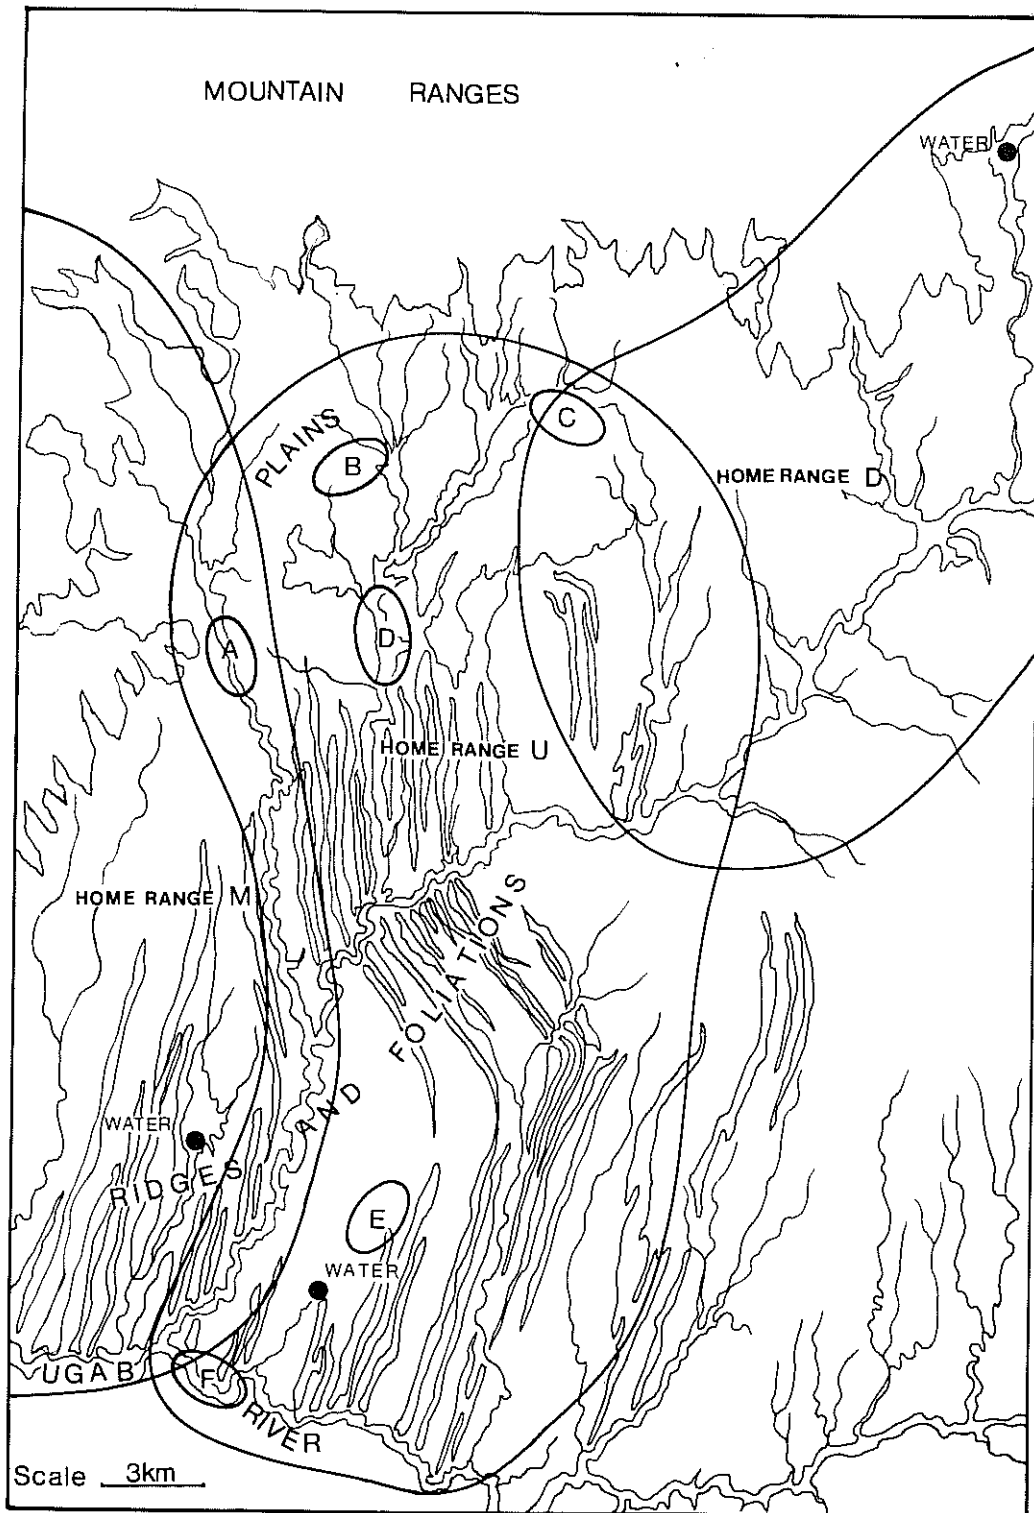 MOUNTAIN RANGES
WATER
PLAINS
C
B
HOME RANGE D
A
D
HOME RANGE U
HOME RANGE M
RIDGES AND FOLIATIONS
WATER
E
WATER
F
UGAB RIVER
Scale 3km